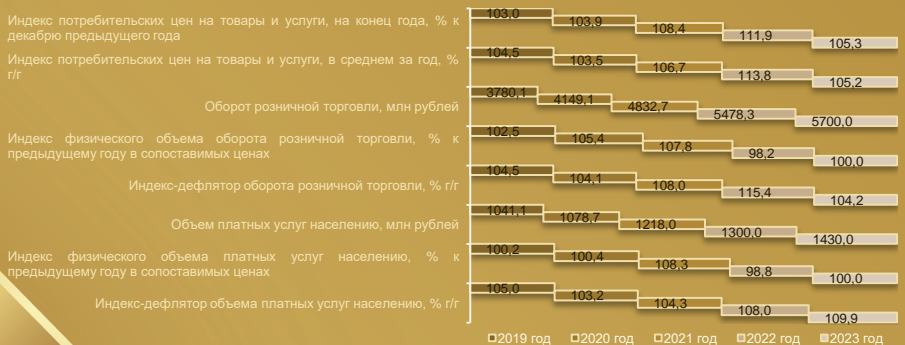 Индекс потребительских цен на товары и услуги, на конец года, % к
декабрю предыдущего года
103,0 103,9 108,4 111,9 105,3
Индекс потребительских цен на товары и услуги, в среднем за год, %
г/г
104,5 103,5 106,7 113,8 105,2
Оборот розничной торговли, млн рублей
3780,1 4149,1 4832,7 5478,3 5700,0
Индекс физического объема оборота розничной торговли, % к
предыдущему году в сопоставимых ценах
102,5 105,4 107,8 98,2 100,0
Индекс-дефлятор оборота розничной торговли, % г/г
104,5 104,1 108,0 115,4 104,2
Объем платных услуг населению, млн рублей
1041,1 1078,7 1218,0 1300,0 1430,0
Индекс физического объема платных услуг населению, % к
предыдущему году в сопоставимых ценах
100,2 100,4 108,3 98,8 100,0
Индекс-дефлятор объема платных услуг населению, % г/г
105,0 103,2 104,3 108,0 109,9
2019 год 2020 год 2021 год 2022 год 2023 год